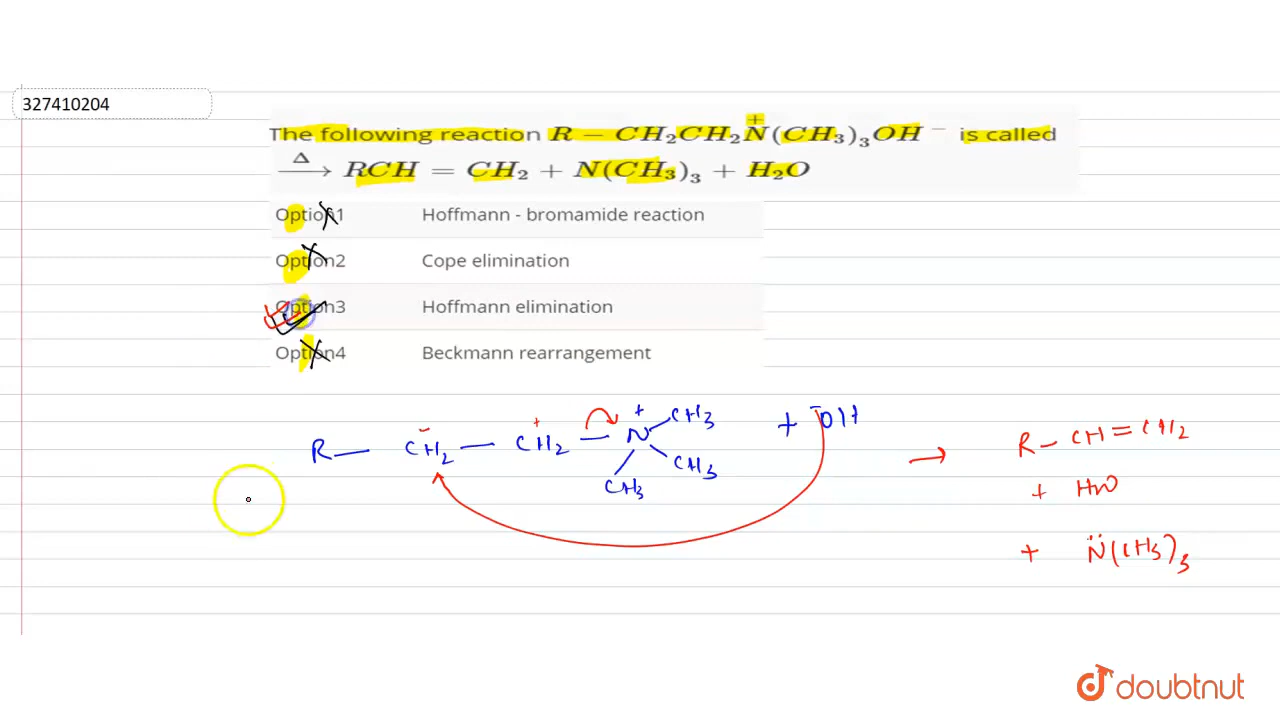 327410204
The following reaction R − CH₂CH₂N⁺(CH₃)₃OH⁻ is called
Δ→ RCH = CH₂ + N(CH₃)₃ + H₂O
Option1 Hoffmann - bromamide reaction
Option2 Cope elimination
Option3 Hoffmann elimination
Option4 Beckmann rearrangement
R — CH₂ — CH₂ — N⁺ CH₃ CH₃ CH₃ + ⁻OH → R — CH = CH₂
+
+ N̈(CH₃)₃
doubtnut